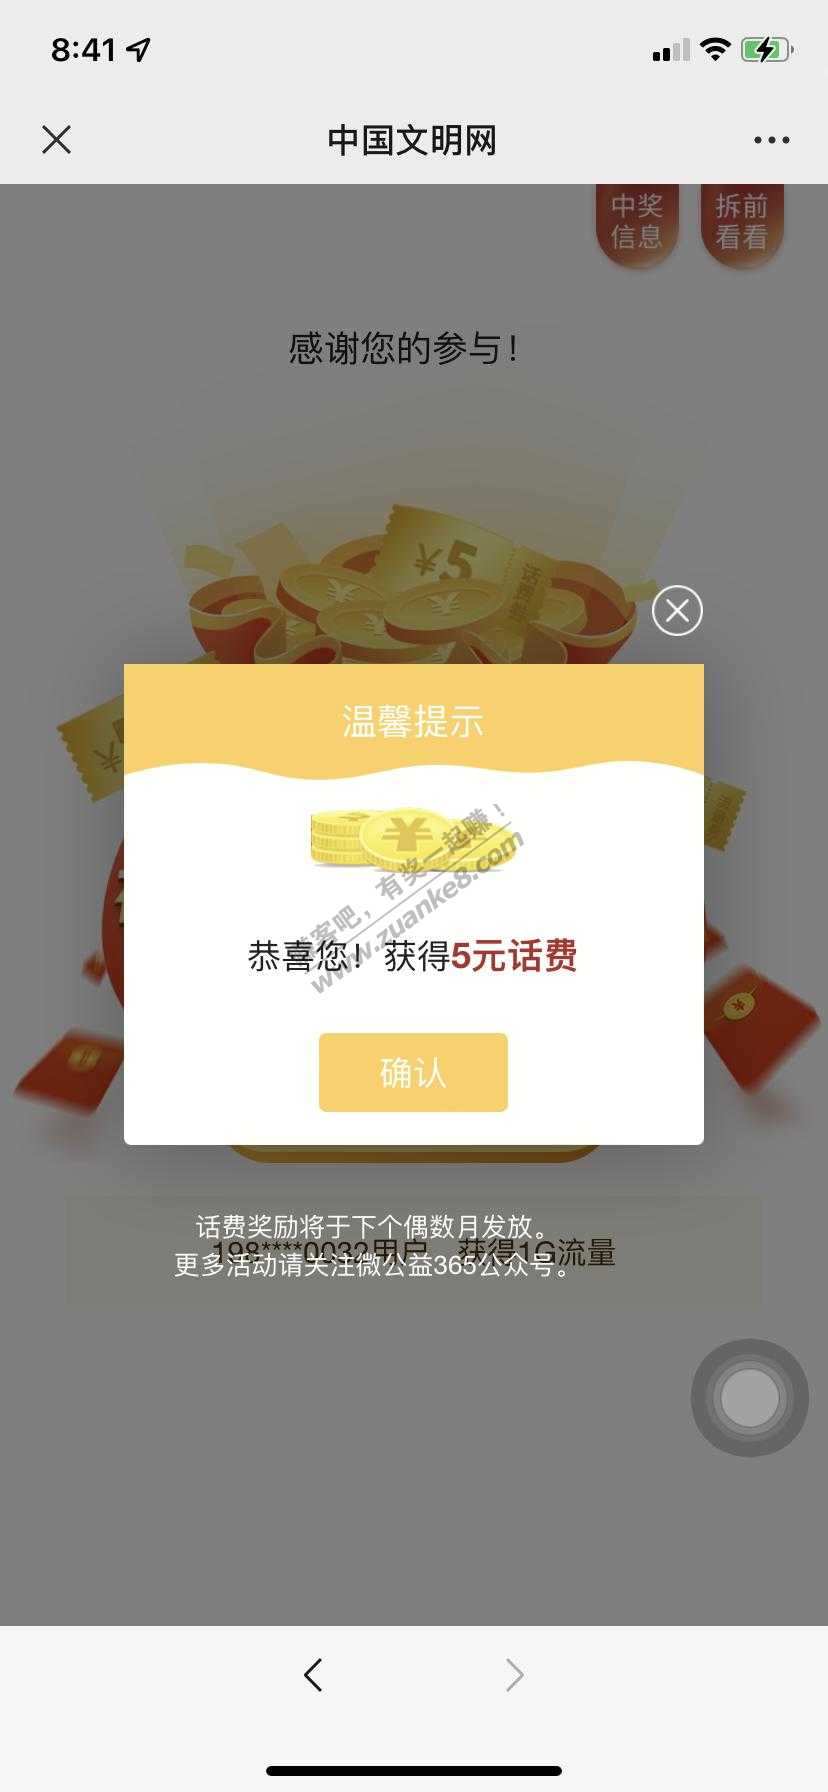 8:41
中国文明网
中奖
信息
拆前
看看
感谢您的参与！
¥5
温馨提示
赚客吧，有奖一起赚！
www.zuanke8.com
恭喜您！获得5元话费
确认
话费奖励将于下个偶数月发放。
198****0032用户 获得1G流量
更多活动请关注微公益365公众号。